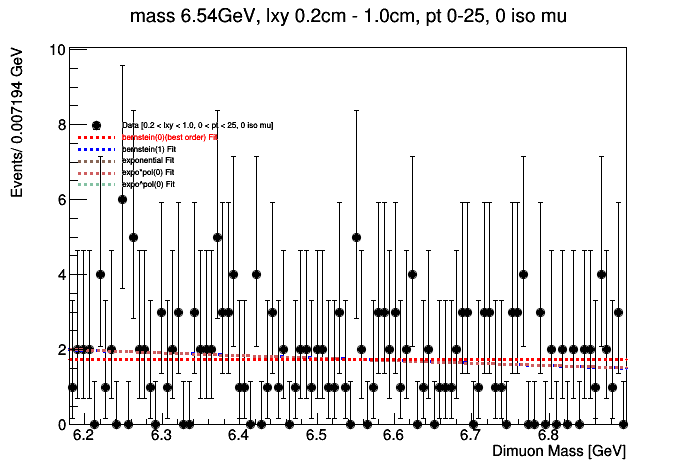 mass 6.54GeV, lxy 0.2cm - 1.0cm, pt 0-25, 0 iso mu
Events/ 0.007194 GeV
10
8
6
4
2
0
Data [0.2 < lxy < 1.0, 0 < pt < 25, 0 iso mu]
bernstein(0)(best order) Fit
bernstein(1) Fit
exponential Fit
expo*pol(0) Fit
expo^pol(0) Fit
6.2 6.3 6.4 6.5 6.6 6.7 6.8
Dimuon Mass [GeV]